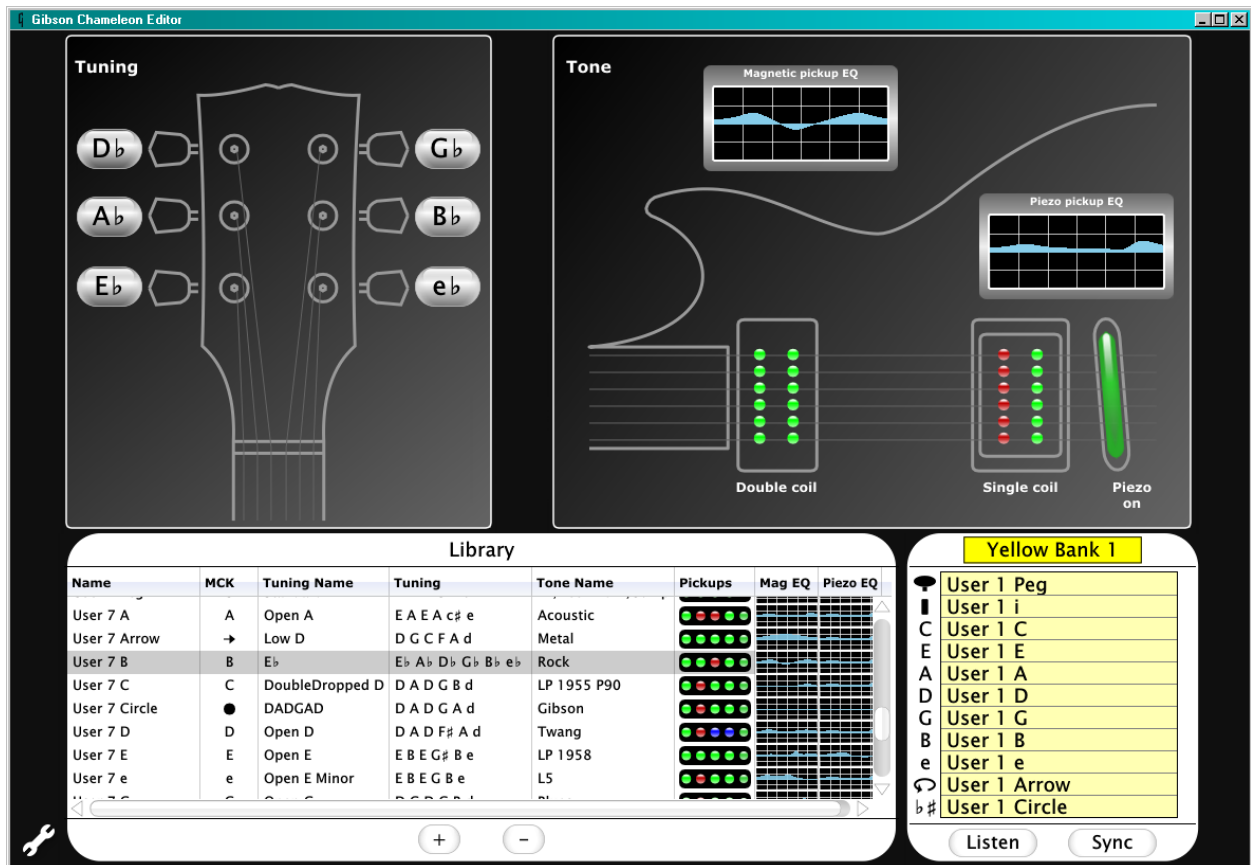 Gibson Chameleon Editor
Tuning
D♭ G♭
A♭ B♭
E♭ e♭
Tone
Magnetic pickup EQ
Piezo pickup EQ
Double coil Single coil Piezo on
Library
Name MCK Tuning Name Tuning Tone Name Pickups Mag EQ Piezo EQ
User 7 A A Open A E A E A c♯ e Acoustic
User 7 Arrow → Low D D G C F A d Metal
User 7 B B E♭ E♭ A♭ D♭ G♭ B♭ e♭ Rock
User 7 C C DoubleDropped D D A D G B d LP 1955 P90
User 7 Circle ● DADGAD D A D G A d Gibson
User 7 D D Open D D A D F♯ A d Twang
User 7 E E Open E E B E G♯ B e LP 1958
User 7 e e Open E Minor E B E G B e L5
+ -
Yellow Bank 1
User 1 Peg
User 1 i
C User 1 C
E User 1 E
A User 1 A
D User 1 D
G User 1 G
B User 1 B
e User 1 e
User 1 Arrow
♭♯ User 1 Circle
Listen Sync